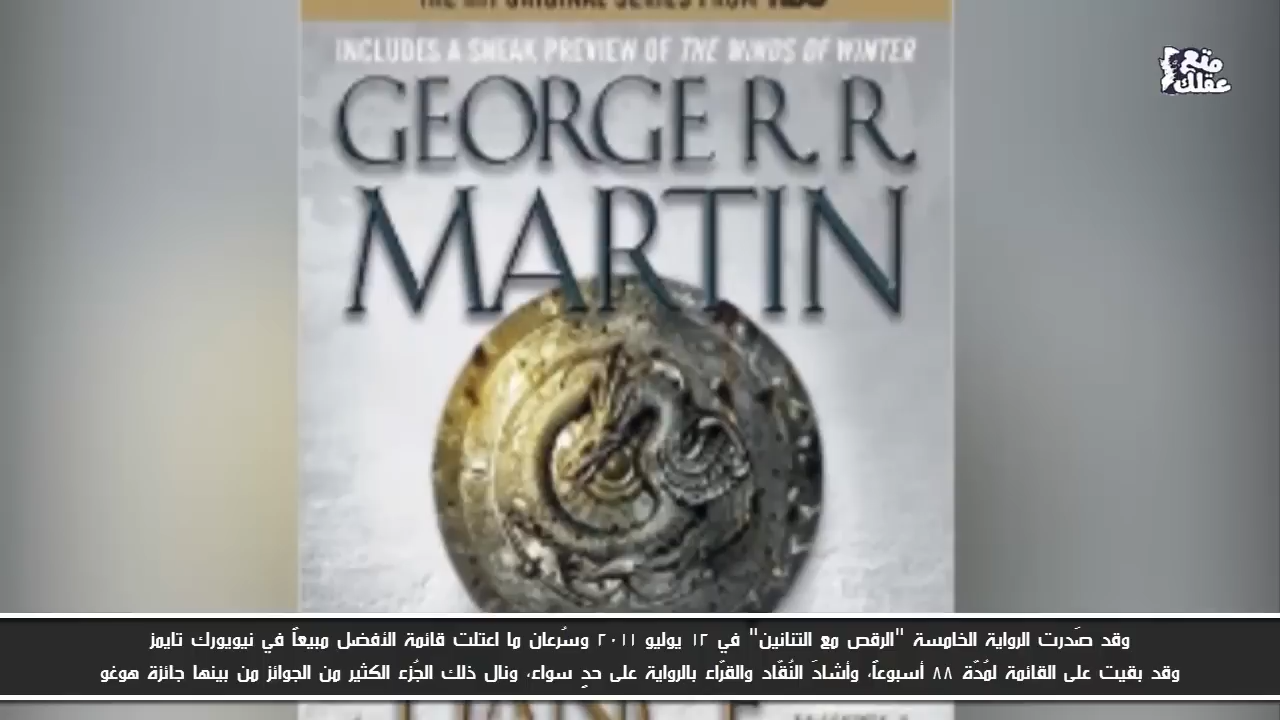 INCLUDES A SNEAK PREVIEW OF THE WINDS OF WINTER
متع
عقلك
GEORGE R. R.
MARTIN
وقد صَدرت الرواية الخامسة "الرقص مع التنانين" في ١٢ يوليو ٢٠١١ وسُرعان ما اعتلت قائمة الأفضل مبيعاً في نيويورك تايمز
وقد بقيت على القائمة لمُدّة ٨٨ أسبوعاً، وأشادَ النُقّاد والقرّاء بالرواية على حدٍ سواء، ونال ذلك الجُزء الكثير من الجوائز من بينها جائزة هوغو